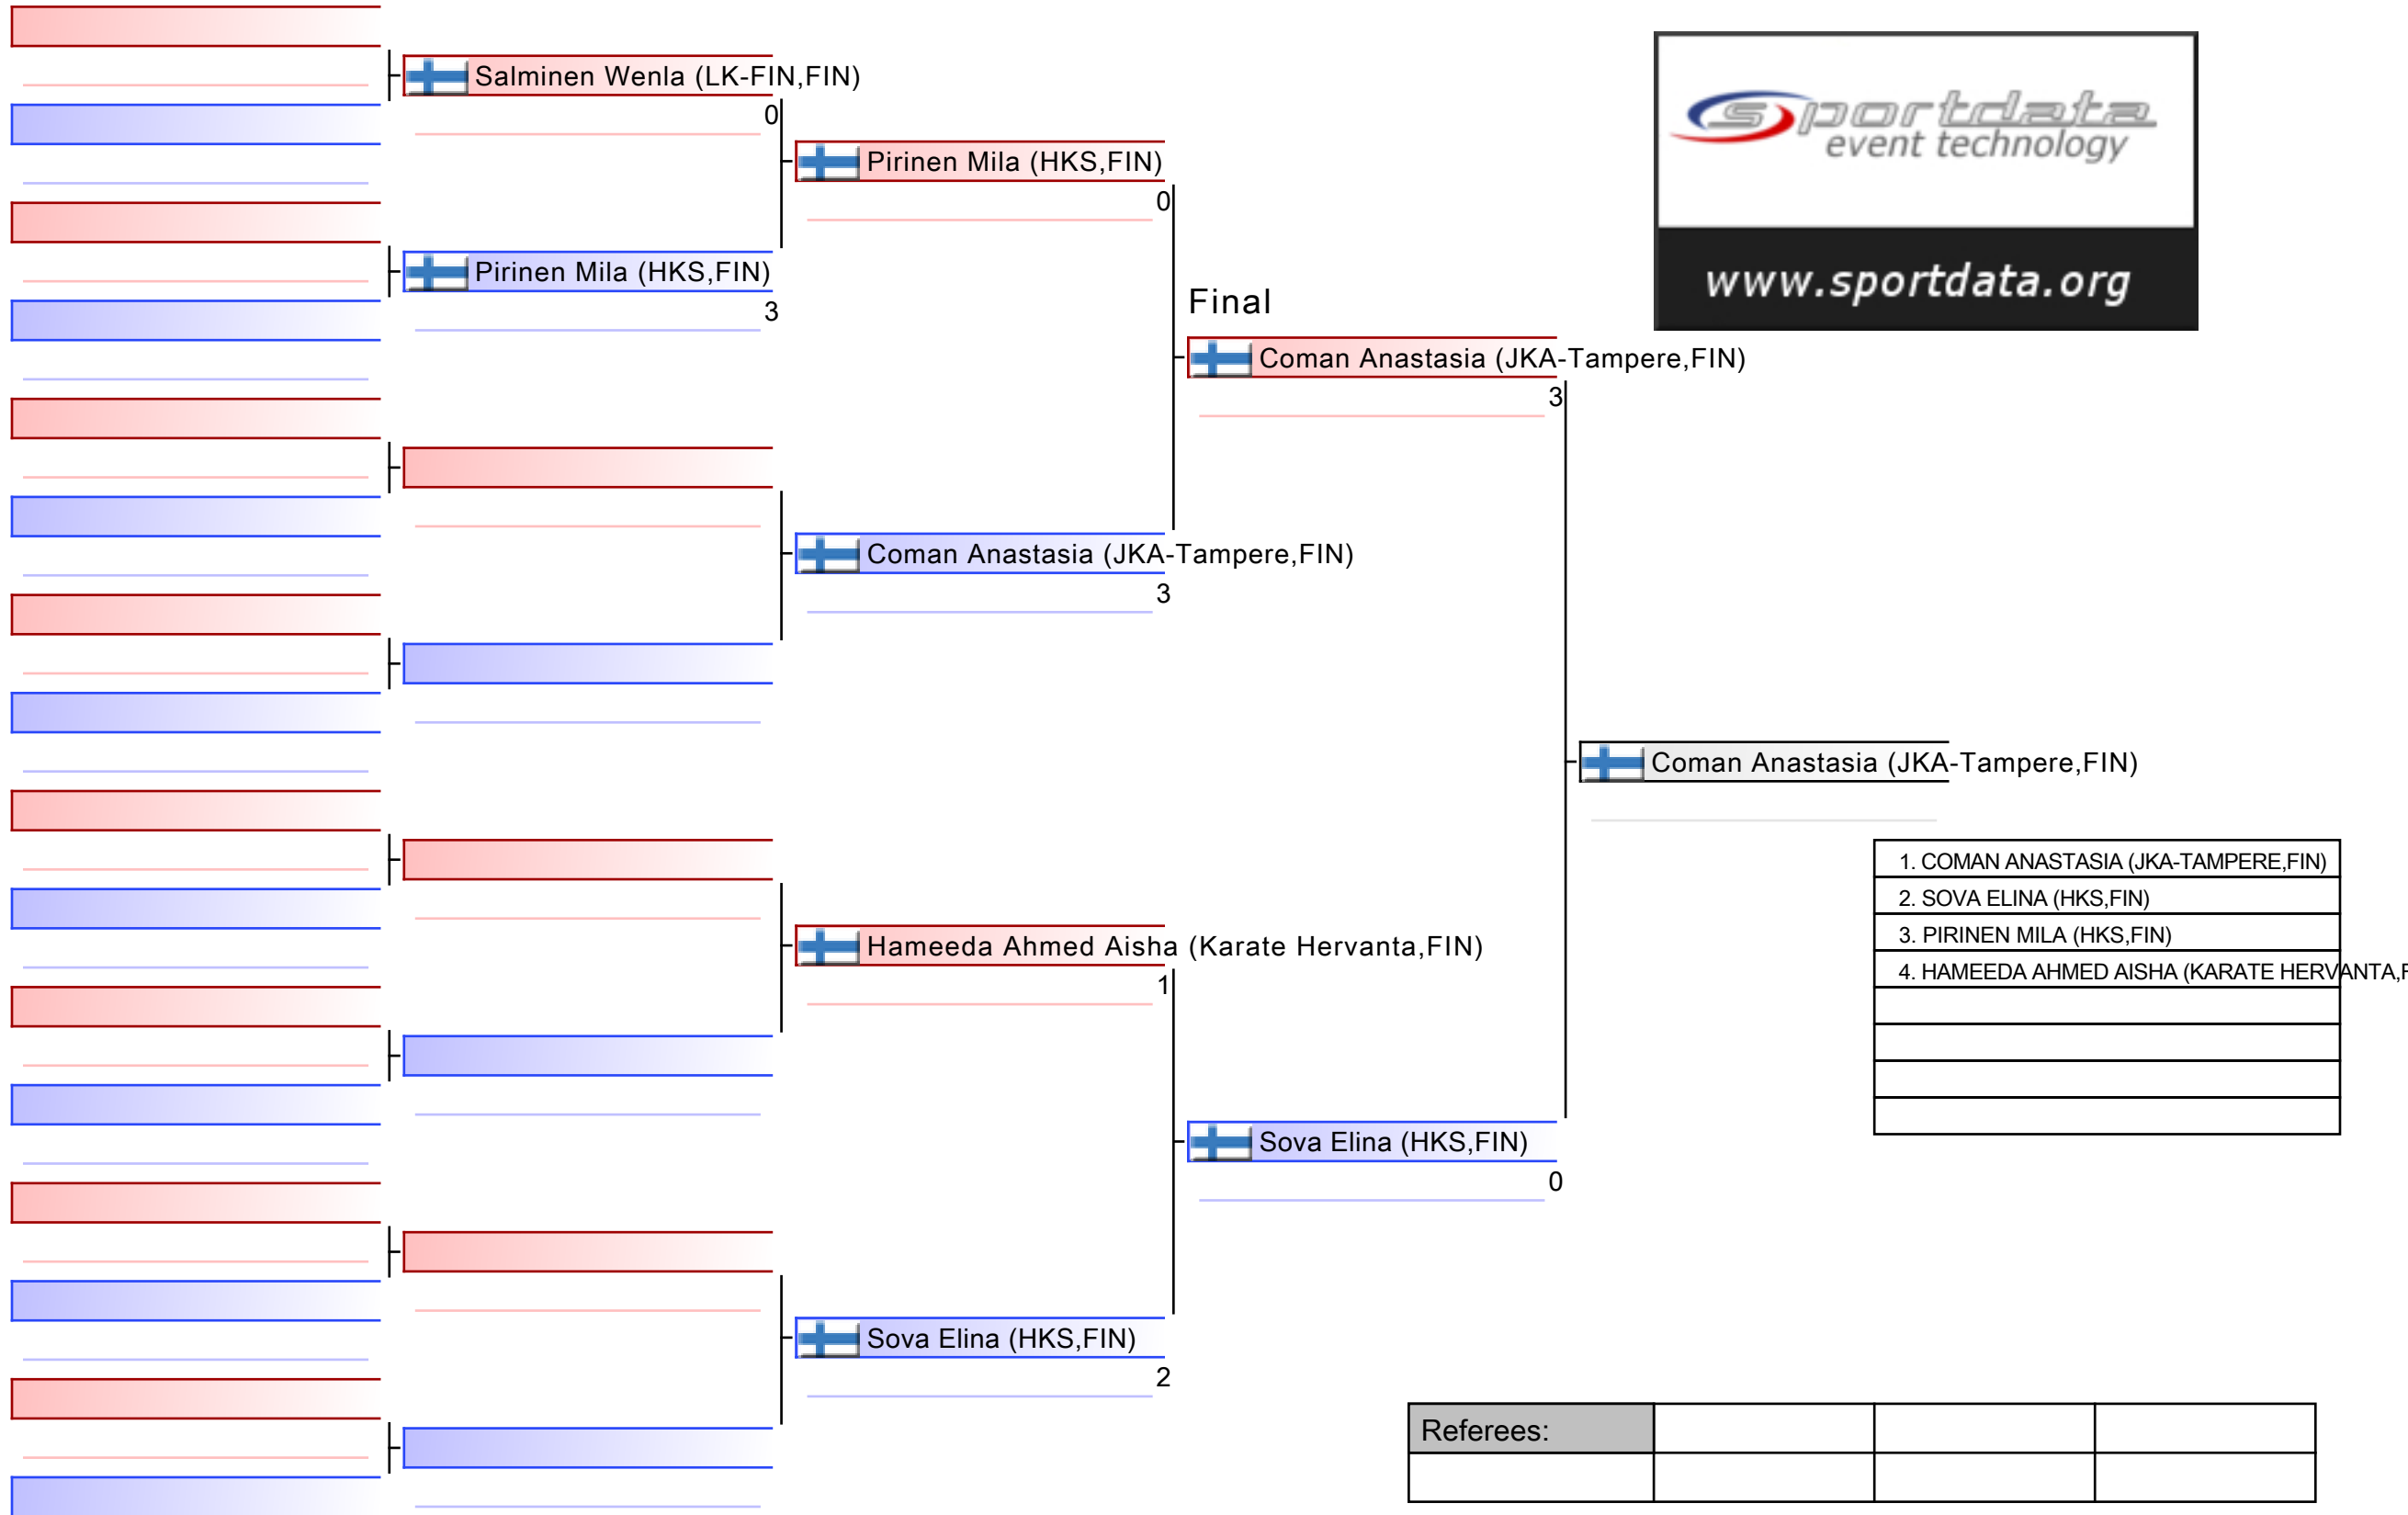 Salminen Wenla (LK-FIN,FIN)
0
Pirinen Mila (HKS,FIN)
0
Pirinen Mila (HKS,FIN)
3
Final
Coman Anastasia (JKA-Tampere,FIN)
3
Coman Anastasia (JKA-Tampere,FIN)
3
Coman Anastasia (JKA-Tampere,FIN)
Hameeda Ahmed Aisha (Karate Hervanta,FIN)
1
Sova Elina (HKS,FIN)
0
Sova Elina (HKS,FIN)
2
sportdata
event technology
www.sportdata.org
1. COMAN ANASTASIA (JKA-TAMPERE,FIN)
2. SOVA ELINA (HKS,FIN)
3. PIRINEN MILA (HKS,FIN)
4. HAMEEDA AHMED AISHA (KARATE HERVANTA,F
Referees: